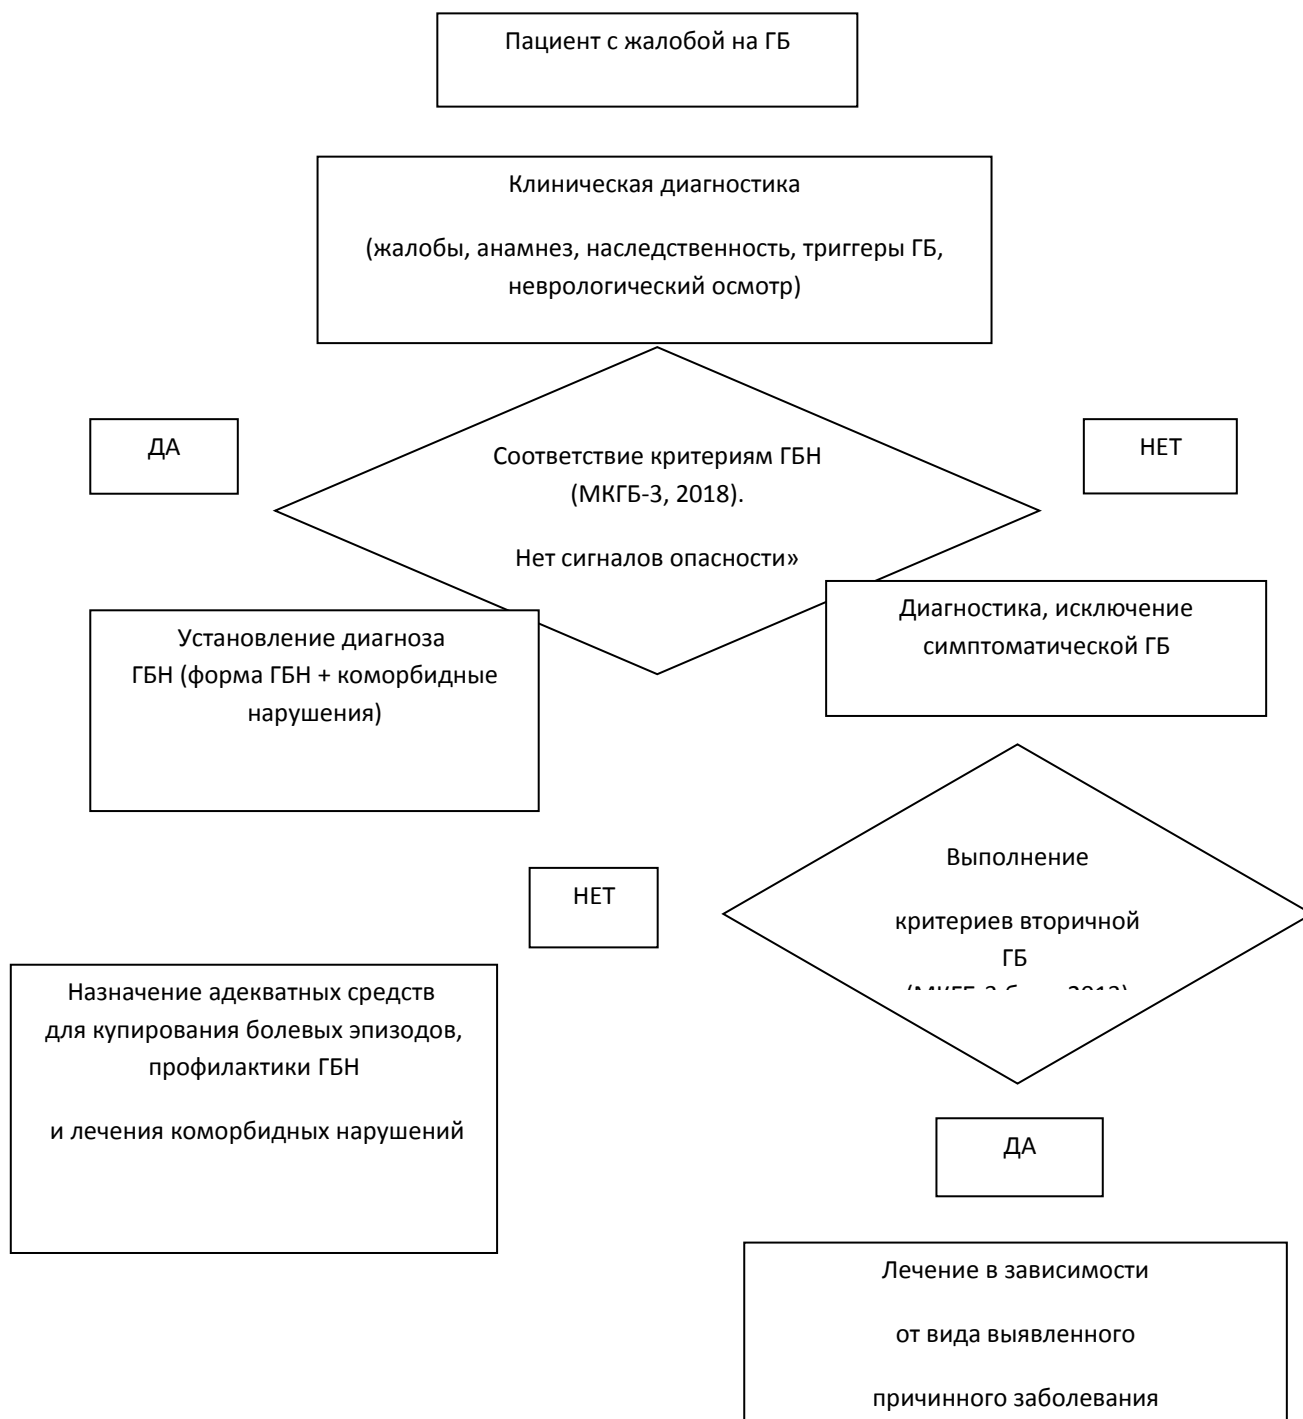 Пациент с жалобой на ГБ
Клиническая диагностика
(жалобы, анамнез, наследственность, триггеры ГБ,
неврологический осмотр)
ДА
НЕТ
Соответствие критериям ГБН
(МКГБ-3, 2018).
Нет сигналов опасности»
Установление диагноза
ГБН (форма ГБН + коморбидные
нарушения)
Диагностика, исключение
симптоматической ГБ
Выполнение
критериев вторичной
ГБ
НЕТ
Назначение адекватных средств
для купирования болевых эпизодов,
профилактики ГБН
и лечения коморбидных нарушений
ДА
Лечение в зависимости
от вида выявленного
причинного заболевания